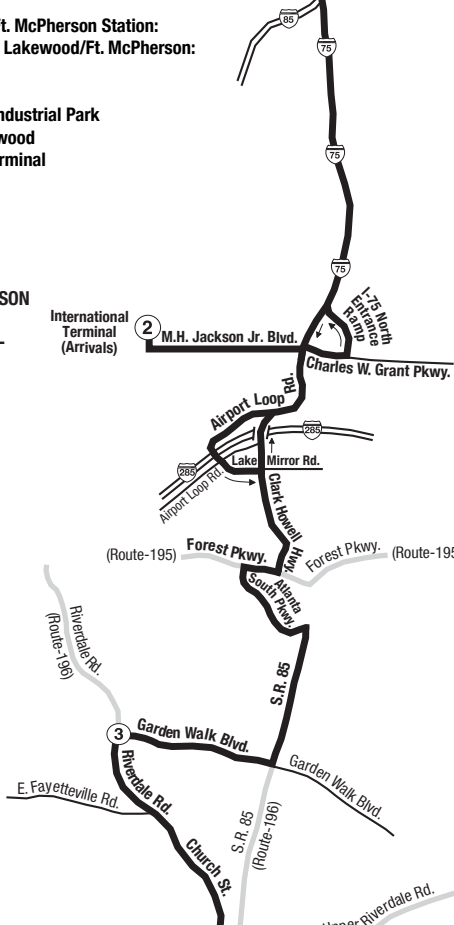 85
ft. McPherson Station:
Lakewood/Ft. McPherson:
75
ndustrial Park
wood
rminal
75
75
SON
International
Terminal
(Arrivals)
2
M.H. Jackson Jr. Blvd.
I-75 North
Entrance
Ramp
Charles W. Grant Pkwy.
Airport Loop Rd.
285
285
Lake Mirror Rd.
Airport Loop Rd.
Clark Howell Hwy.
(Route-195)
Forest Pkwy.
Forest Pkwy.
(Route-195
Atlanta
South Pkwy.
Riverdale Rd.
(Route-196)
S.R. 85
3
Garden Walk Blvd.
Garden Walk Blvd.
Riverdale Rd.
E. Fayetteville Rd.
S.R. 85
(Route-196)
Church St.
pper Riverdale Rd.